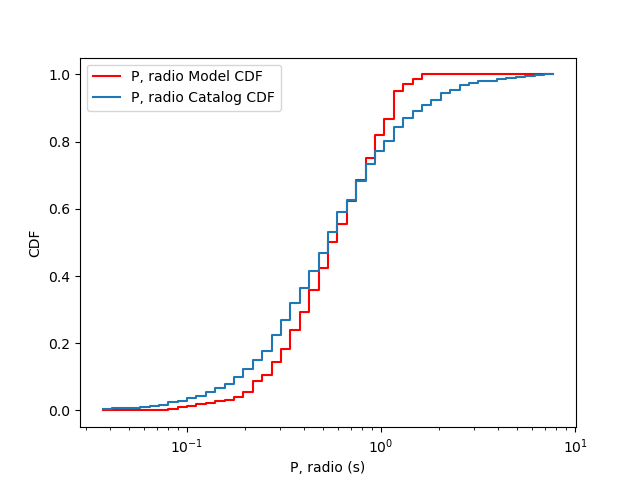 P, radio Model CDF
P, radio Catalog CDF
1.0
0.8
0.6
0.4
0.2
0.0
CDF
10⁻¹ 10⁰ 10¹
P, radio (s)